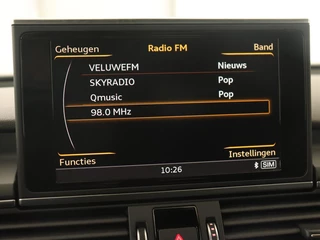 Geheugen Radio FM Band
VELUWEFM Nieuws
SKYRADIO Pop
Qmusic Pop
98.0 MHz
Functies Instellingen
10:26 SIM